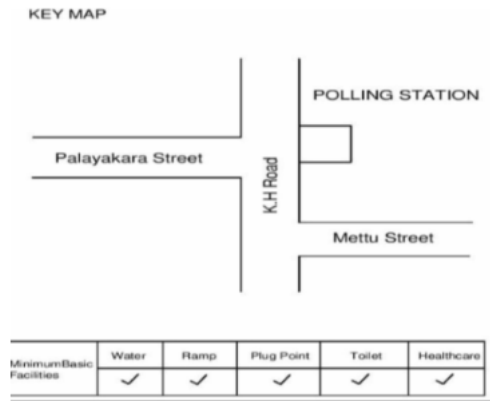 KEY MAP
POLLING STATION
Palayakara Street
K.H Road
Mettu Street
MinimumBasic Facilities
Water Ramp Plug Point Toilet Healthcare
✓ ✓ ✓ ✓ ✓